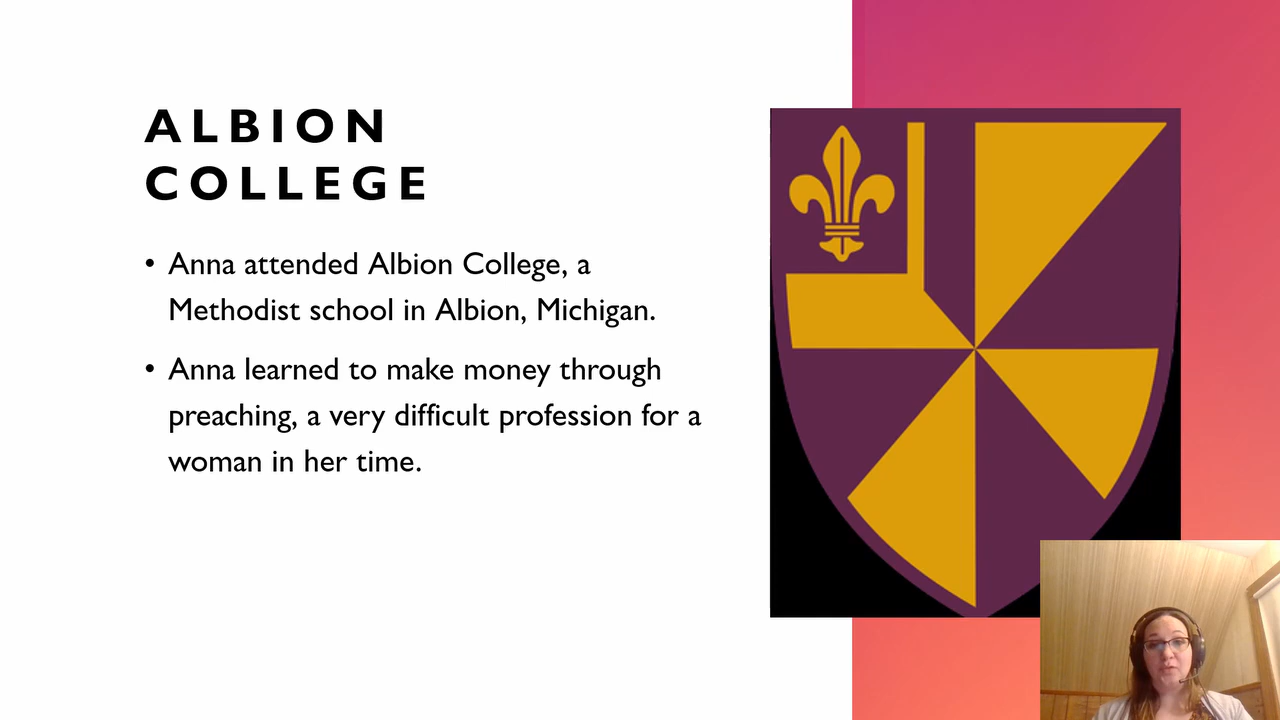 ALBION
COLLEGE
• Anna attended Albion College, a
Methodist school in Albion, Michigan.
• Anna learned to make money through
preaching, a very difficult profession for a
woman in her time.